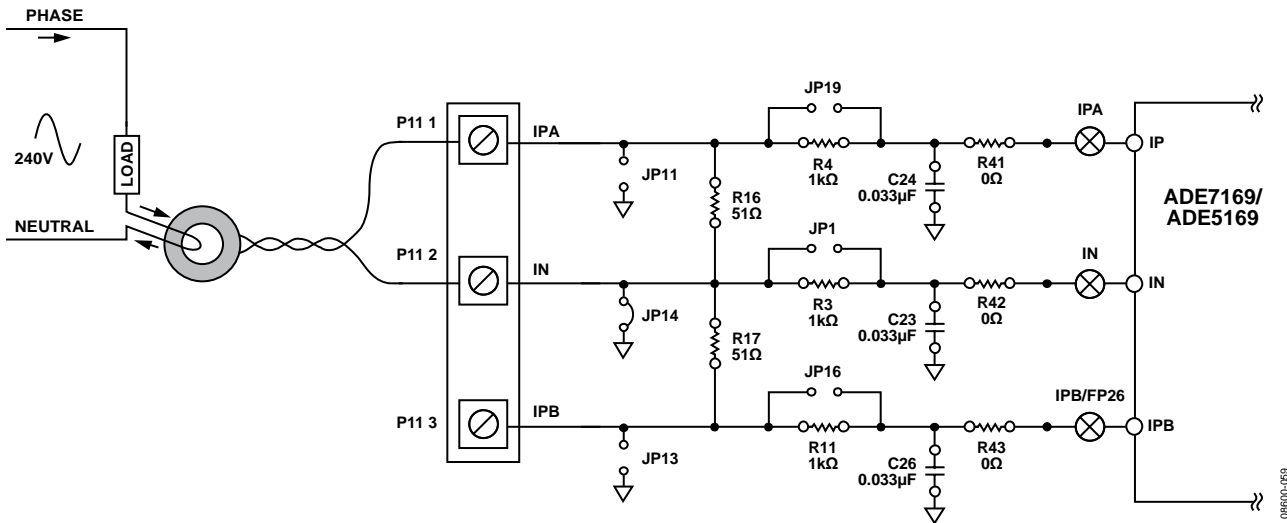 PHASE
240V
LOAD
NEUTRAL
P11 1
IPA
JP11
R16
51Ω
JP19
R4
1kΩ
C24
0.033µF
R41
0Ω
IPA
IP
ADE7169/
ADE5169
P11 2
IN
JP14
R17
51Ω
JP1
R3
1kΩ
C23
0.033µF
R42
0Ω
IN
IN
P11 3
IPB
JP13
JP16
R11
1kΩ
C26
0.033µF
R43
0Ω
IPB/FP26
IPB
08600-059